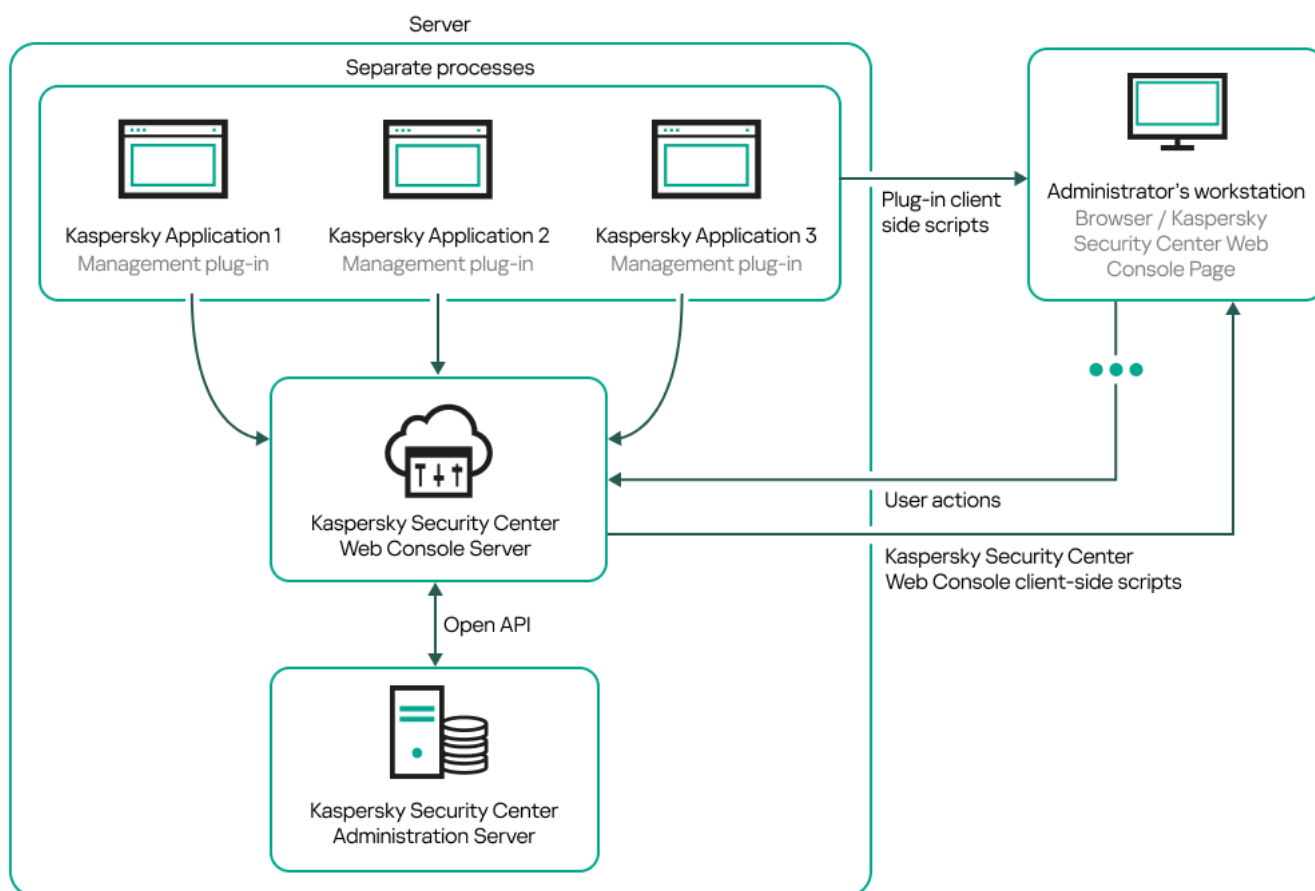 Server
Separate processes
Kaspersky Application 1
Management plug-in
Kaspersky Application 2
Management plug-in
Kaspersky Application 3
Management plug-in
Plug-in client
side scripts
Administrator's workstation
Browser / Kaspersky
Security Center Web
Console Page
Kaspersky Security Center
Web Console Server
User actions
Kaspersky Security Center
Web Console client-side scripts
Open API
Kaspersky Security Center
Administration Server